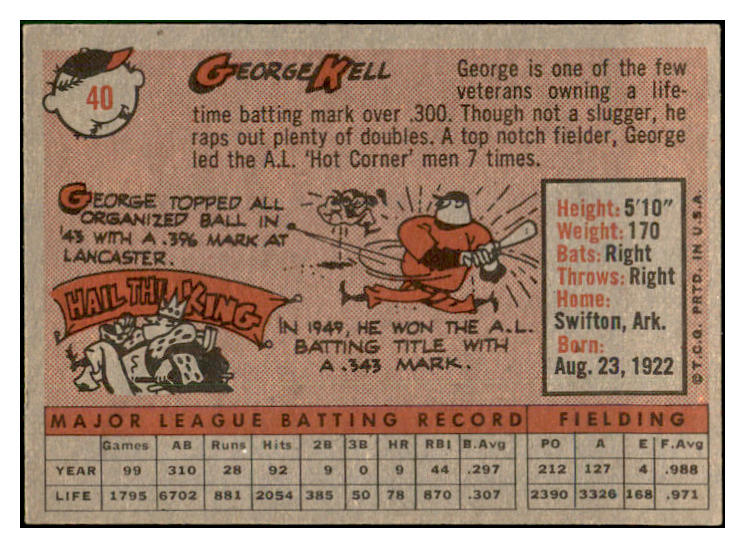 40
GEORGE KELL
George is one of the few
veterans owning a life-
time batting mark over .300. Though not a slugger, he
raps out plenty of doubles. A top notch fielder, George
led the A.L. 'Hot Corner' men 7 times.
GEORGE TOPPED ALL
ORGANIZED BALL IN
'43 WITH A .396 MARK AT
LANCASTER.
HAIL THE KING
IN 1949, HE WON THE A.L.
BATTING TITLE WITH
A .343 MARK.
Height: 5'10"
Weight: 170
Bats: Right
Throws: Right
Home:
Swifton, Ark.
Born:
Aug. 23, 1922
©T.C.G. PRTD. IN U.S.A.
MAJOR LEAGUE BATTING RECORD FIELDING
Games AB Runs Hits 2B 3B HR RBI B.Avg PO A E F.Avg
YEAR 99 310 28 92 9 0 9 44 .297 212 127 4 .988
LIFE 1795 6702 881 2054 385 50 78 870 .307 2390 3326 168 .971